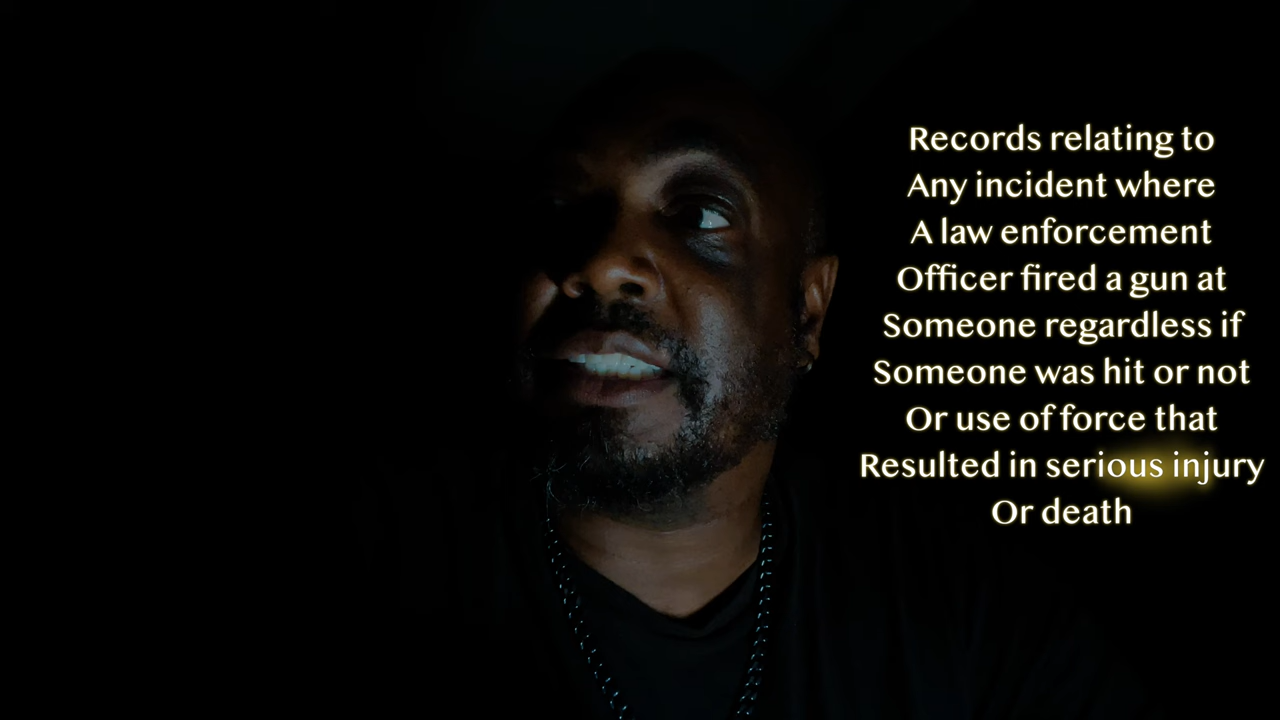 Records relating to
Any incident where
A law enforcement
Officer fired a gun at
Someone regardless if
Someone was hit or not
Or use of force that
Resulted in serious injury
Or death